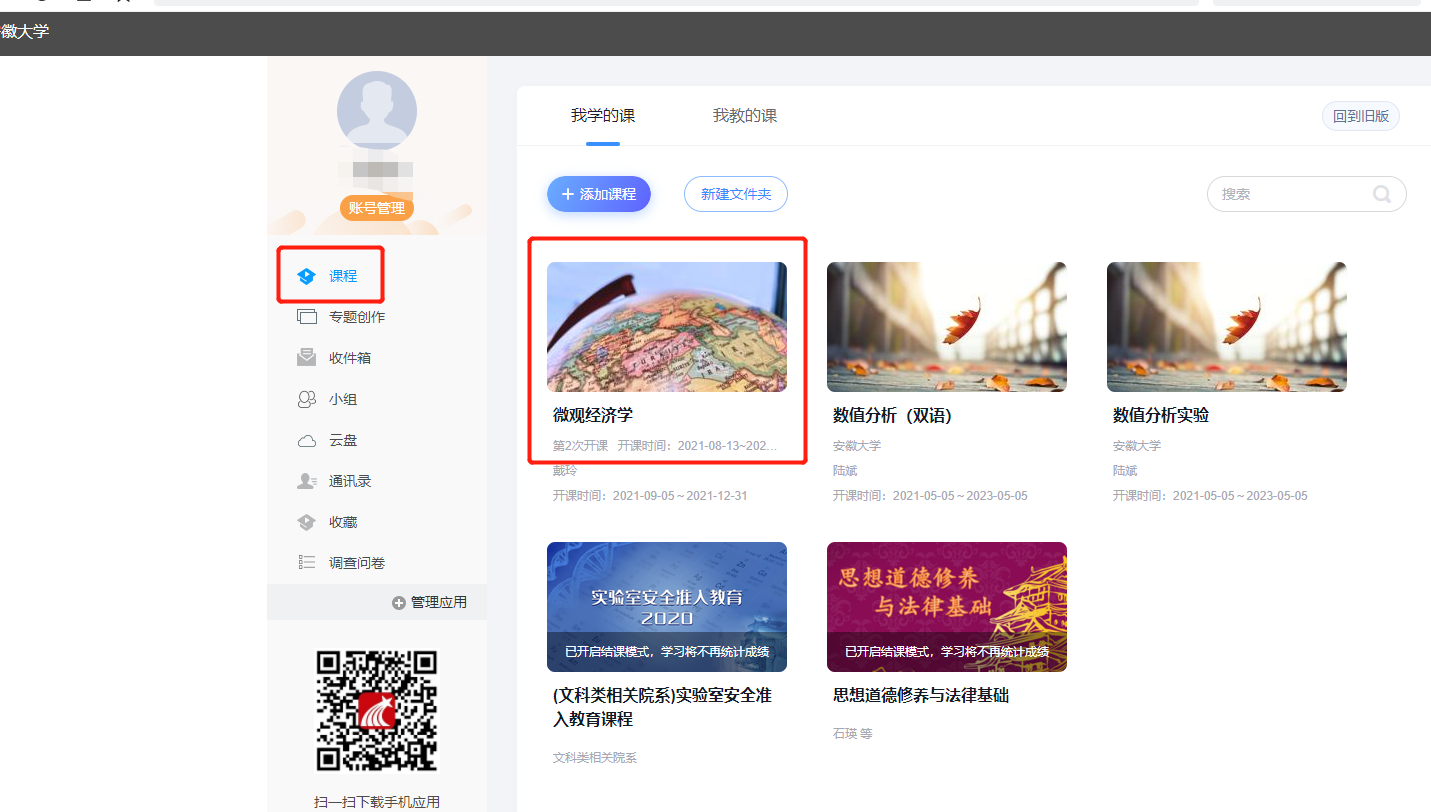 徽大学
我学的课
我教的课
回到旧版
账号管理
+ 添加课程
新建文件夹
搜索
课程
专题创作
收件箱
小组
云盘
通讯录
收藏
调查问卷
管理应用
扫一扫下载手机应用
微观经济学
第2次开课 开课时间：2021-08-13~202...
戴玲
开课时间：2021-09-05～2021-12-31
数值分析（双语）
安徽大学
陆斌
开课时间：2021-05-05～2023-05-05
数值分析实验
安徽大学
陆斌
开课时间：2021-05-05～2023-05-05
实验室安全准入教育
2020
已开启结课模式，学习将不再统计成绩
(文科类相关院系)实验室安全准
入教育课程
文科类相关院系
思想道德修养
与法律基础
已开启结课模式，学习将不再统计成绩
思想道德修养与法律基础
石瑛 等